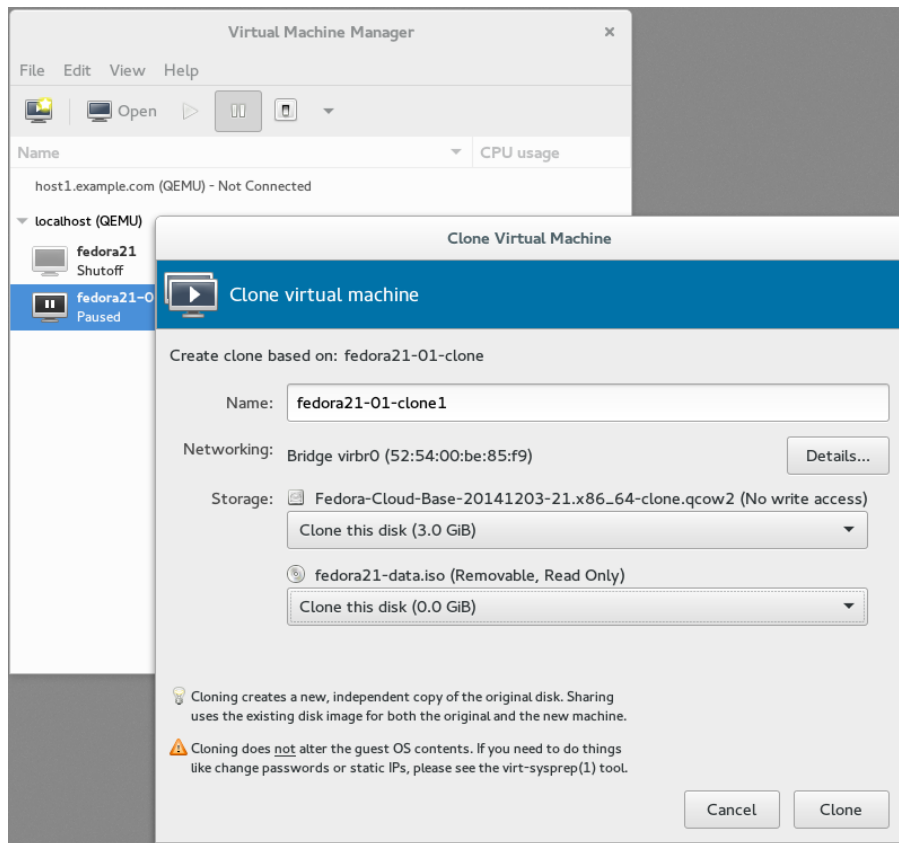 Virtual Machine Manager ×
File Edit View Help
Open
Name CPU usage
host1.example.com (QEMU) - Not Connected
localhost (QEMU)
fedora21
Shutoff
fedora21-0
Paused
Clone Virtual Machine
Clone virtual machine
Create clone based on: fedora21-01-clone
Name: fedora21-01-clone1
Networking: Bridge virbr0 (52:54:00:be:85:f9) Details...
Storage: Fedora-Cloud-Base-20141203-21.x86_64-clone.qcow2 (No write access)
Clone this disk (3.0 GiB)
fedora21-data.iso (Removable, Read Only)
Clone this disk (0.0 GiB)
Cloning creates a new, independent copy of the original disk. Sharing
uses the existing disk image for both the original and the new machine.
Cloning does not alter the guest OS contents. If you need to do things
like change passwords or static IPs, please see the virt-sysprep(1) tool.
Cancel Clone